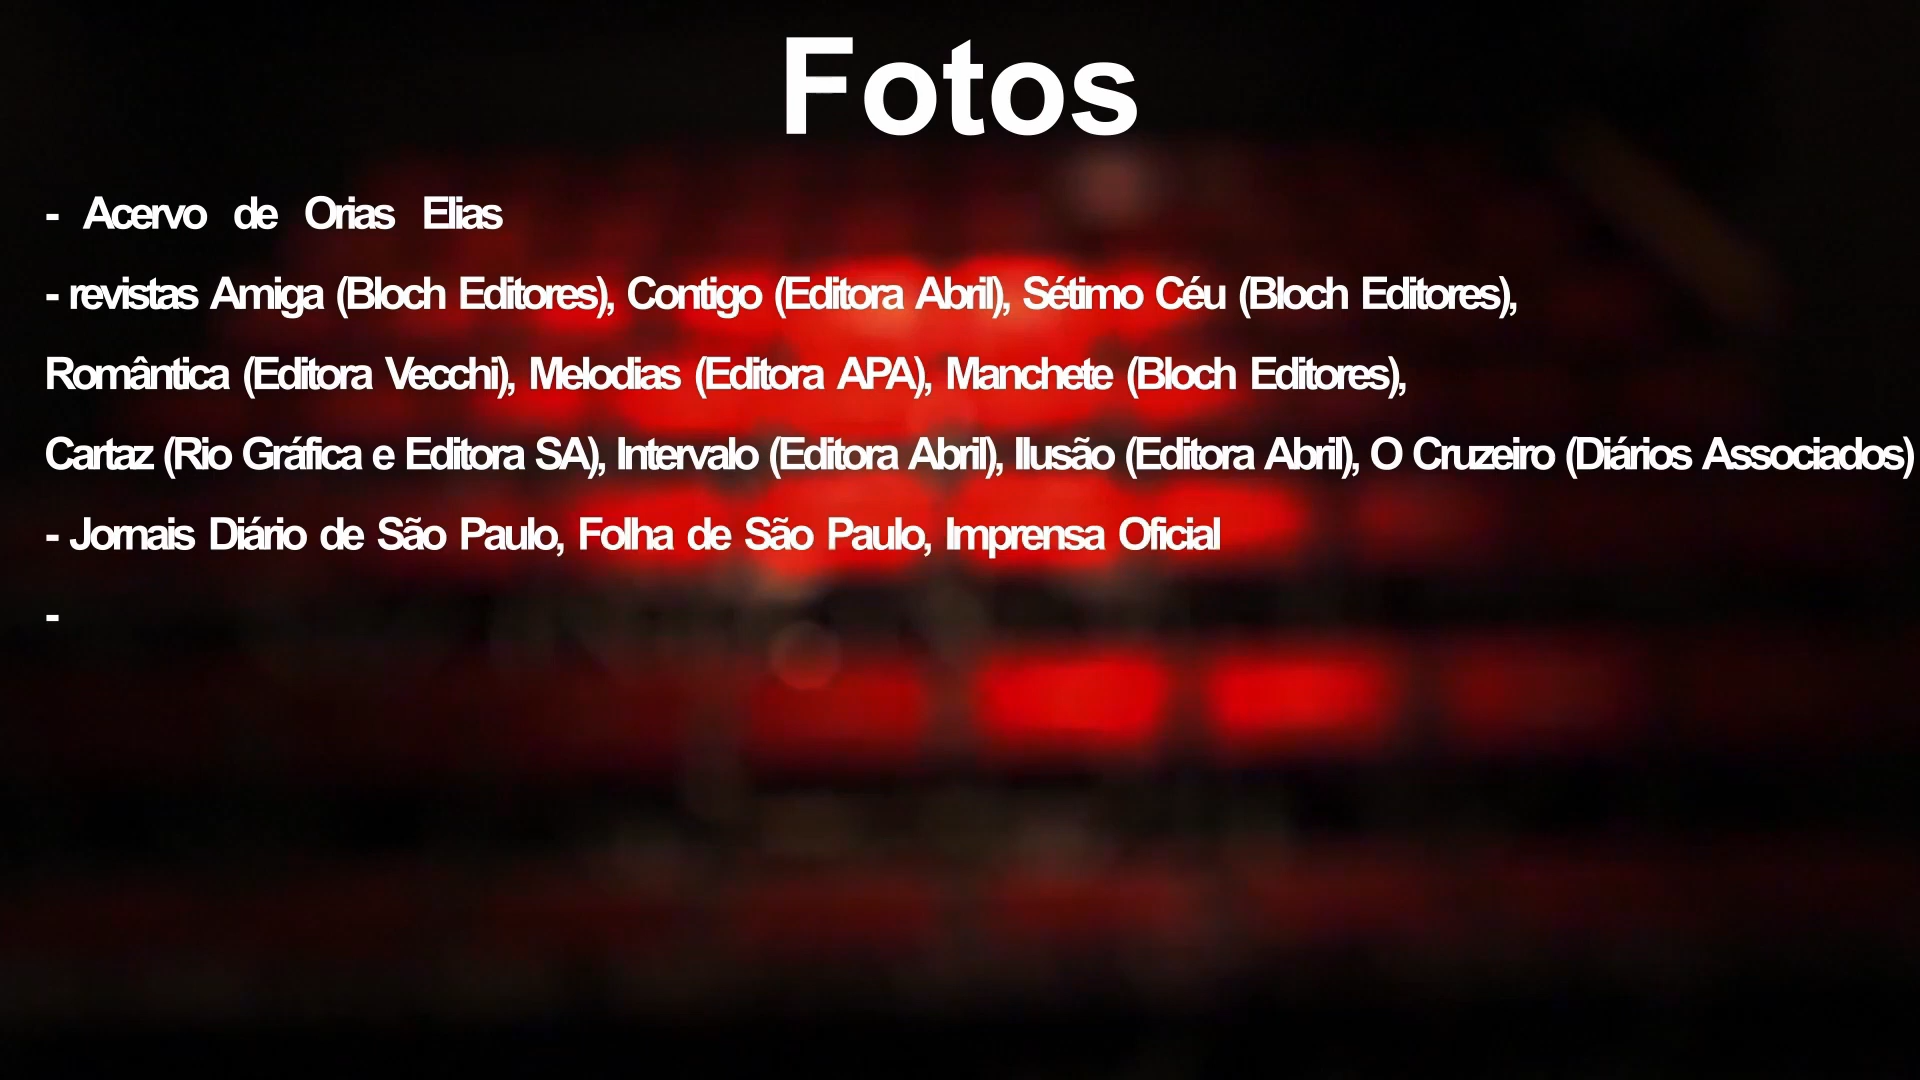 Fotos
- Acervo de Orias Elias
- revistas Amiga (Bloch Editores), Contigo (Editora Abril), Sétimo Céu (Bloch Editores),
Romântica (Editora Vecchi), Melodias (Editora APA), Manchete (Bloch Editores),
Cartaz (Rio Gráfica e Editora SA), Intervalo (Editora Abril), Ilusão (Editora Abril), O Cruzeiro (Diários Associados)
- Jornais Diário de São Paulo, Folha de São Paulo, Imprensa Oficial
-